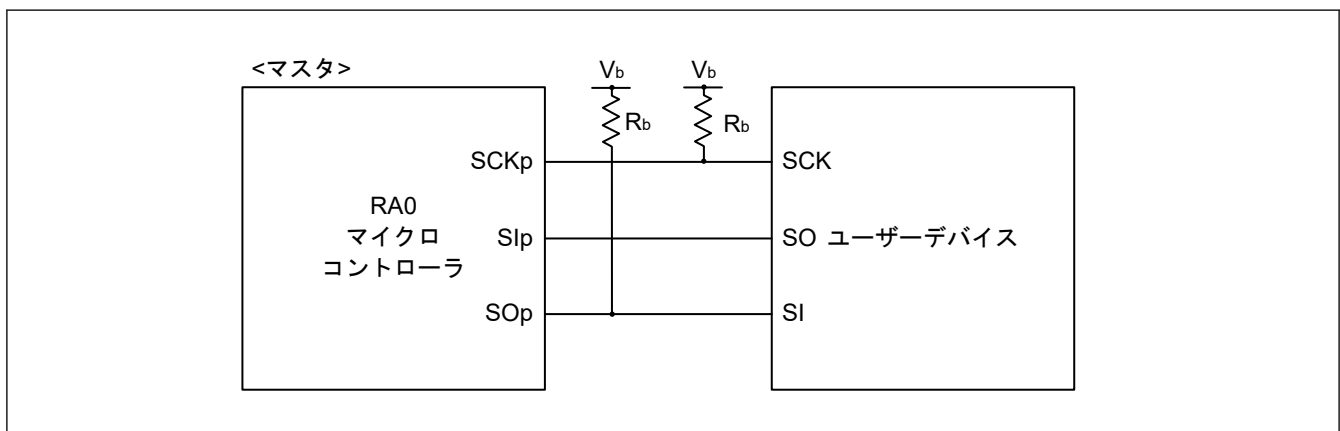 <マスタ>
Vb
Vb
Rb
Rb
SCKp
SCK
RA0
マイクロ
コントローラ
SIp
SO ユーザーデバイス
SOp
SI